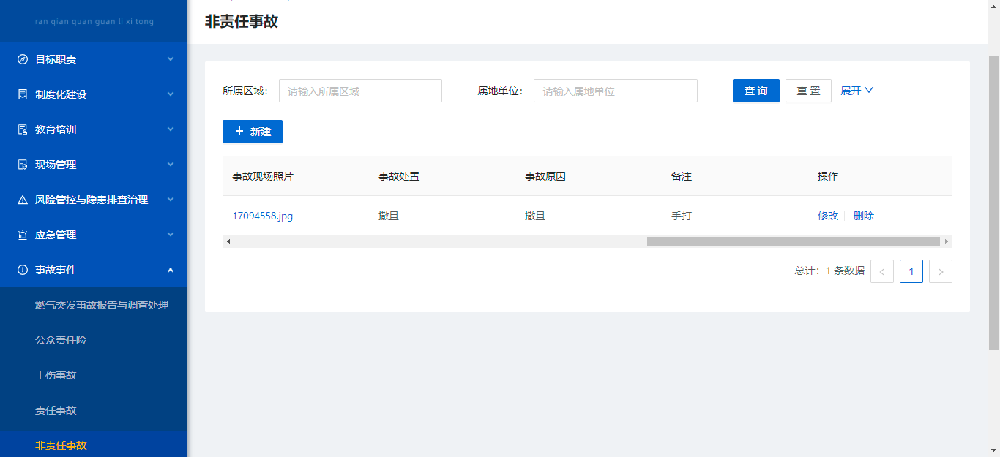 ran qian quan guan li xi tong
目标职责
制度化建设
教育培训
现场管理
风险管控与隐患排查治理
应急管理
事故事件
燃气突发事故报告与调查处理
公众责任险
工伤事故
责任事故
非责任事故
非责任事故
所属区域: 请输入所属区域 属地单位: 请输入属地单位 查 询 重 置 展开
+ 新建
事故现场照片 事故处置 事故原因 备注 操作
17094558.jpg 撒旦 撒旦 手打 修改 删除
总计: 1 条数据 < 1 >